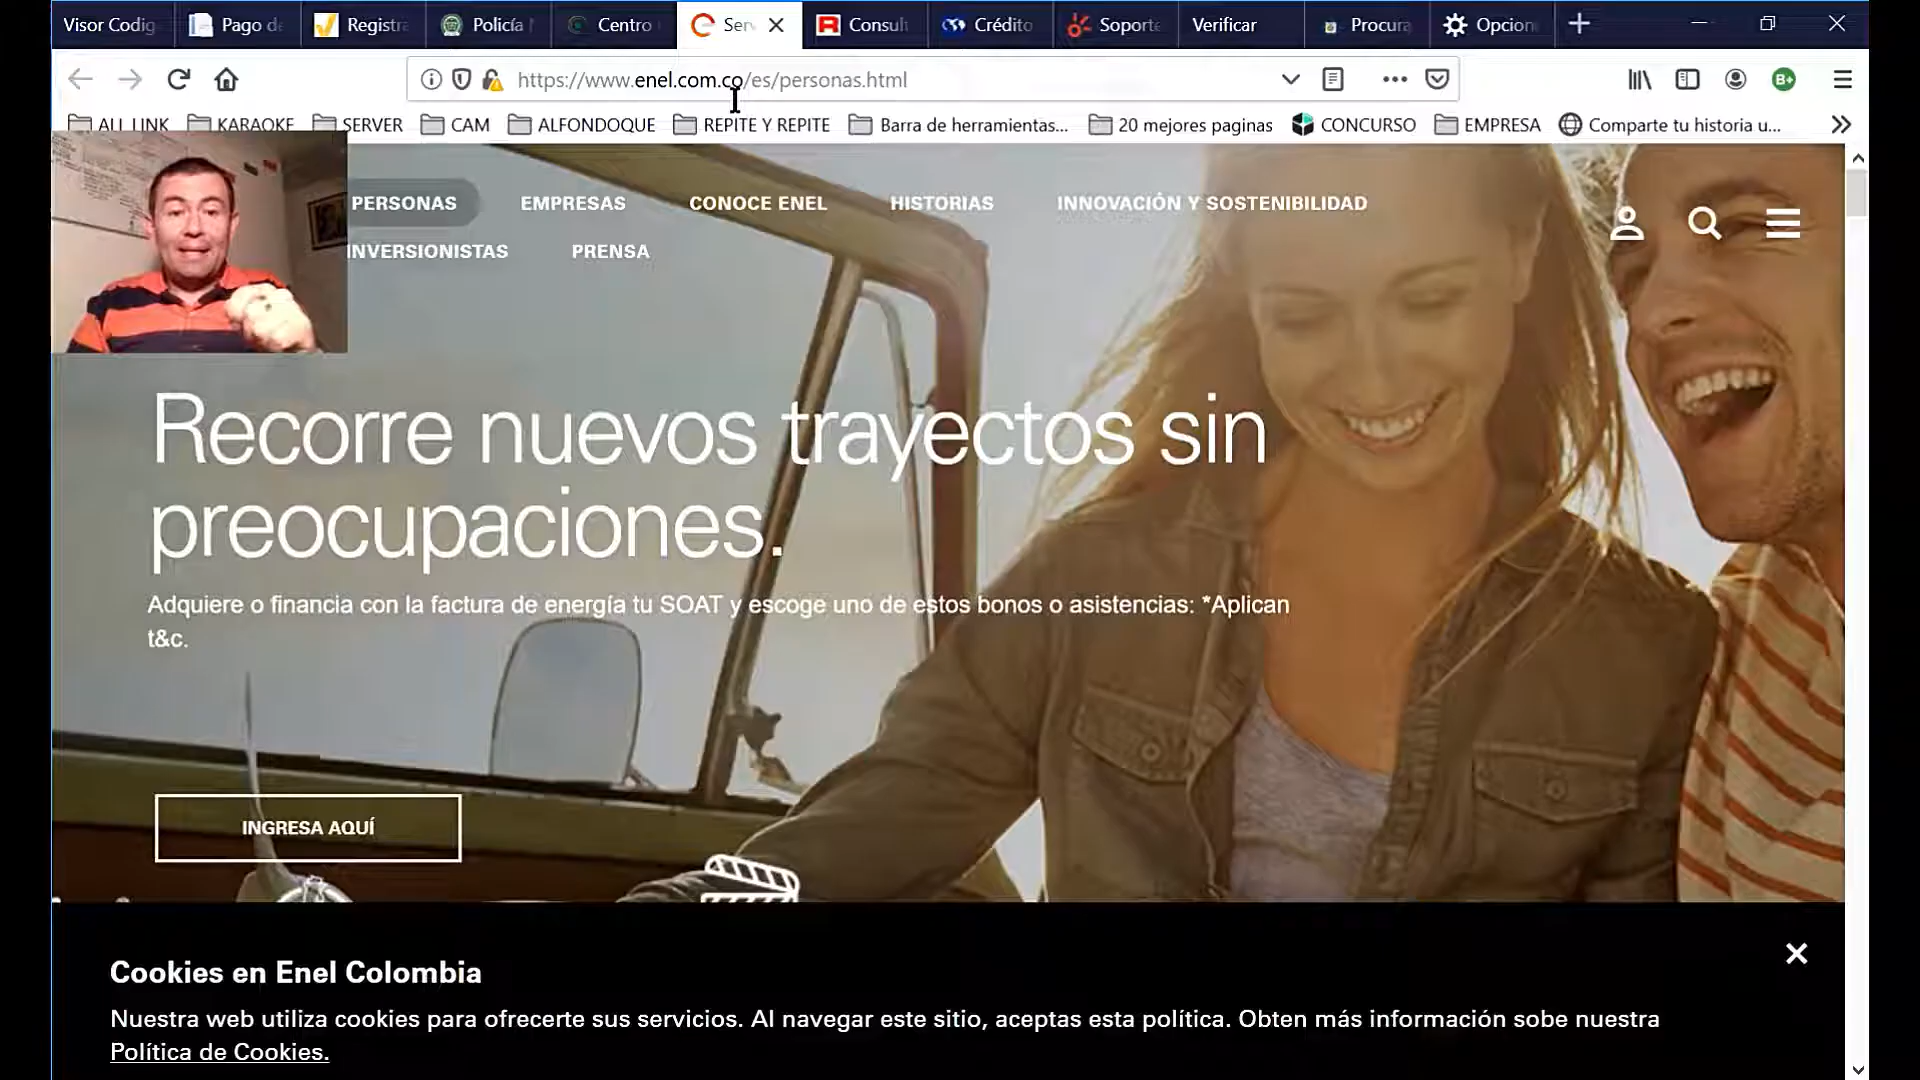 Visor Codig
Pago de
Registra
Policía
Centro
Ser
Consult
Crédito
Soporte
Verificar
Procura
Opcion
https://www.enel.com.co/es/personas.html
ALL LINK
KARAOKE
SERVER
CAM
ALFONDOQUE
REPITE Y REPITE
Barra de herramientas...
20 mejores paginas
CONCURSO
EMPRESA
Comparte tu historia u...
PERSONAS
EMPRESAS
CONOCE ENEL
HISTORIAS
INNOVACIÓN Y SOSTENIBILIDAD
INVERSIONISTAS
PRENSA
Recorre nuevos trayectos sin
preocupaciones.
Adquiere o financia con la factura de energía tu SOAT y escoge uno de estos bonos o asistencias: *Aplican
t&c.
INGRESA AQUÍ
Cookies en Enel Colombia
Nuestra web utiliza cookies para ofrecerte sus servicios. Al navegar este sitio, aceptas esta política. Obten más información sobe nuestra
Política de Cookies.